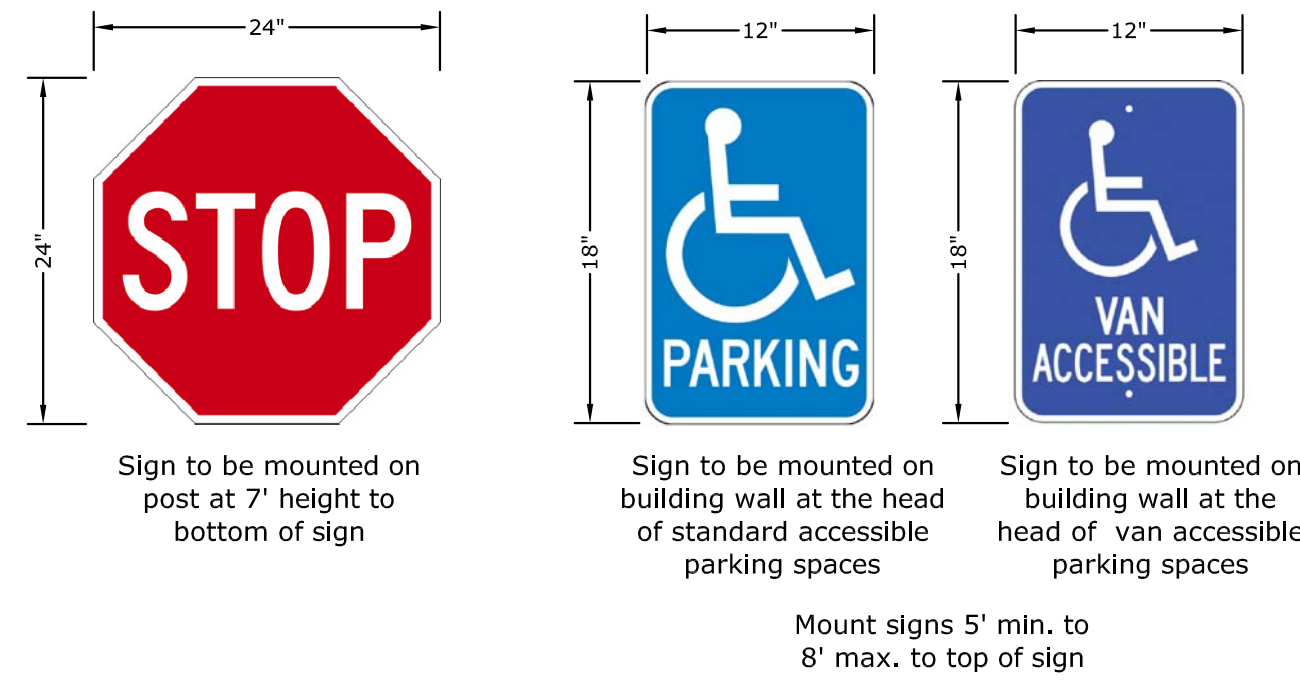 24"
24"
STOP
Sign to be mounted on
post at 7' height to
bottom of sign
12"
18"
PARKING
Sign to be mounted on
building wall at the head
of standard accessible
parking spaces
12"
18"
VAN
ACCESSIBLE
Sign to be mounted on
building wall at the
head of  van accessible
parking spaces
Mount signs 5' min. to
8' max. to top of sign